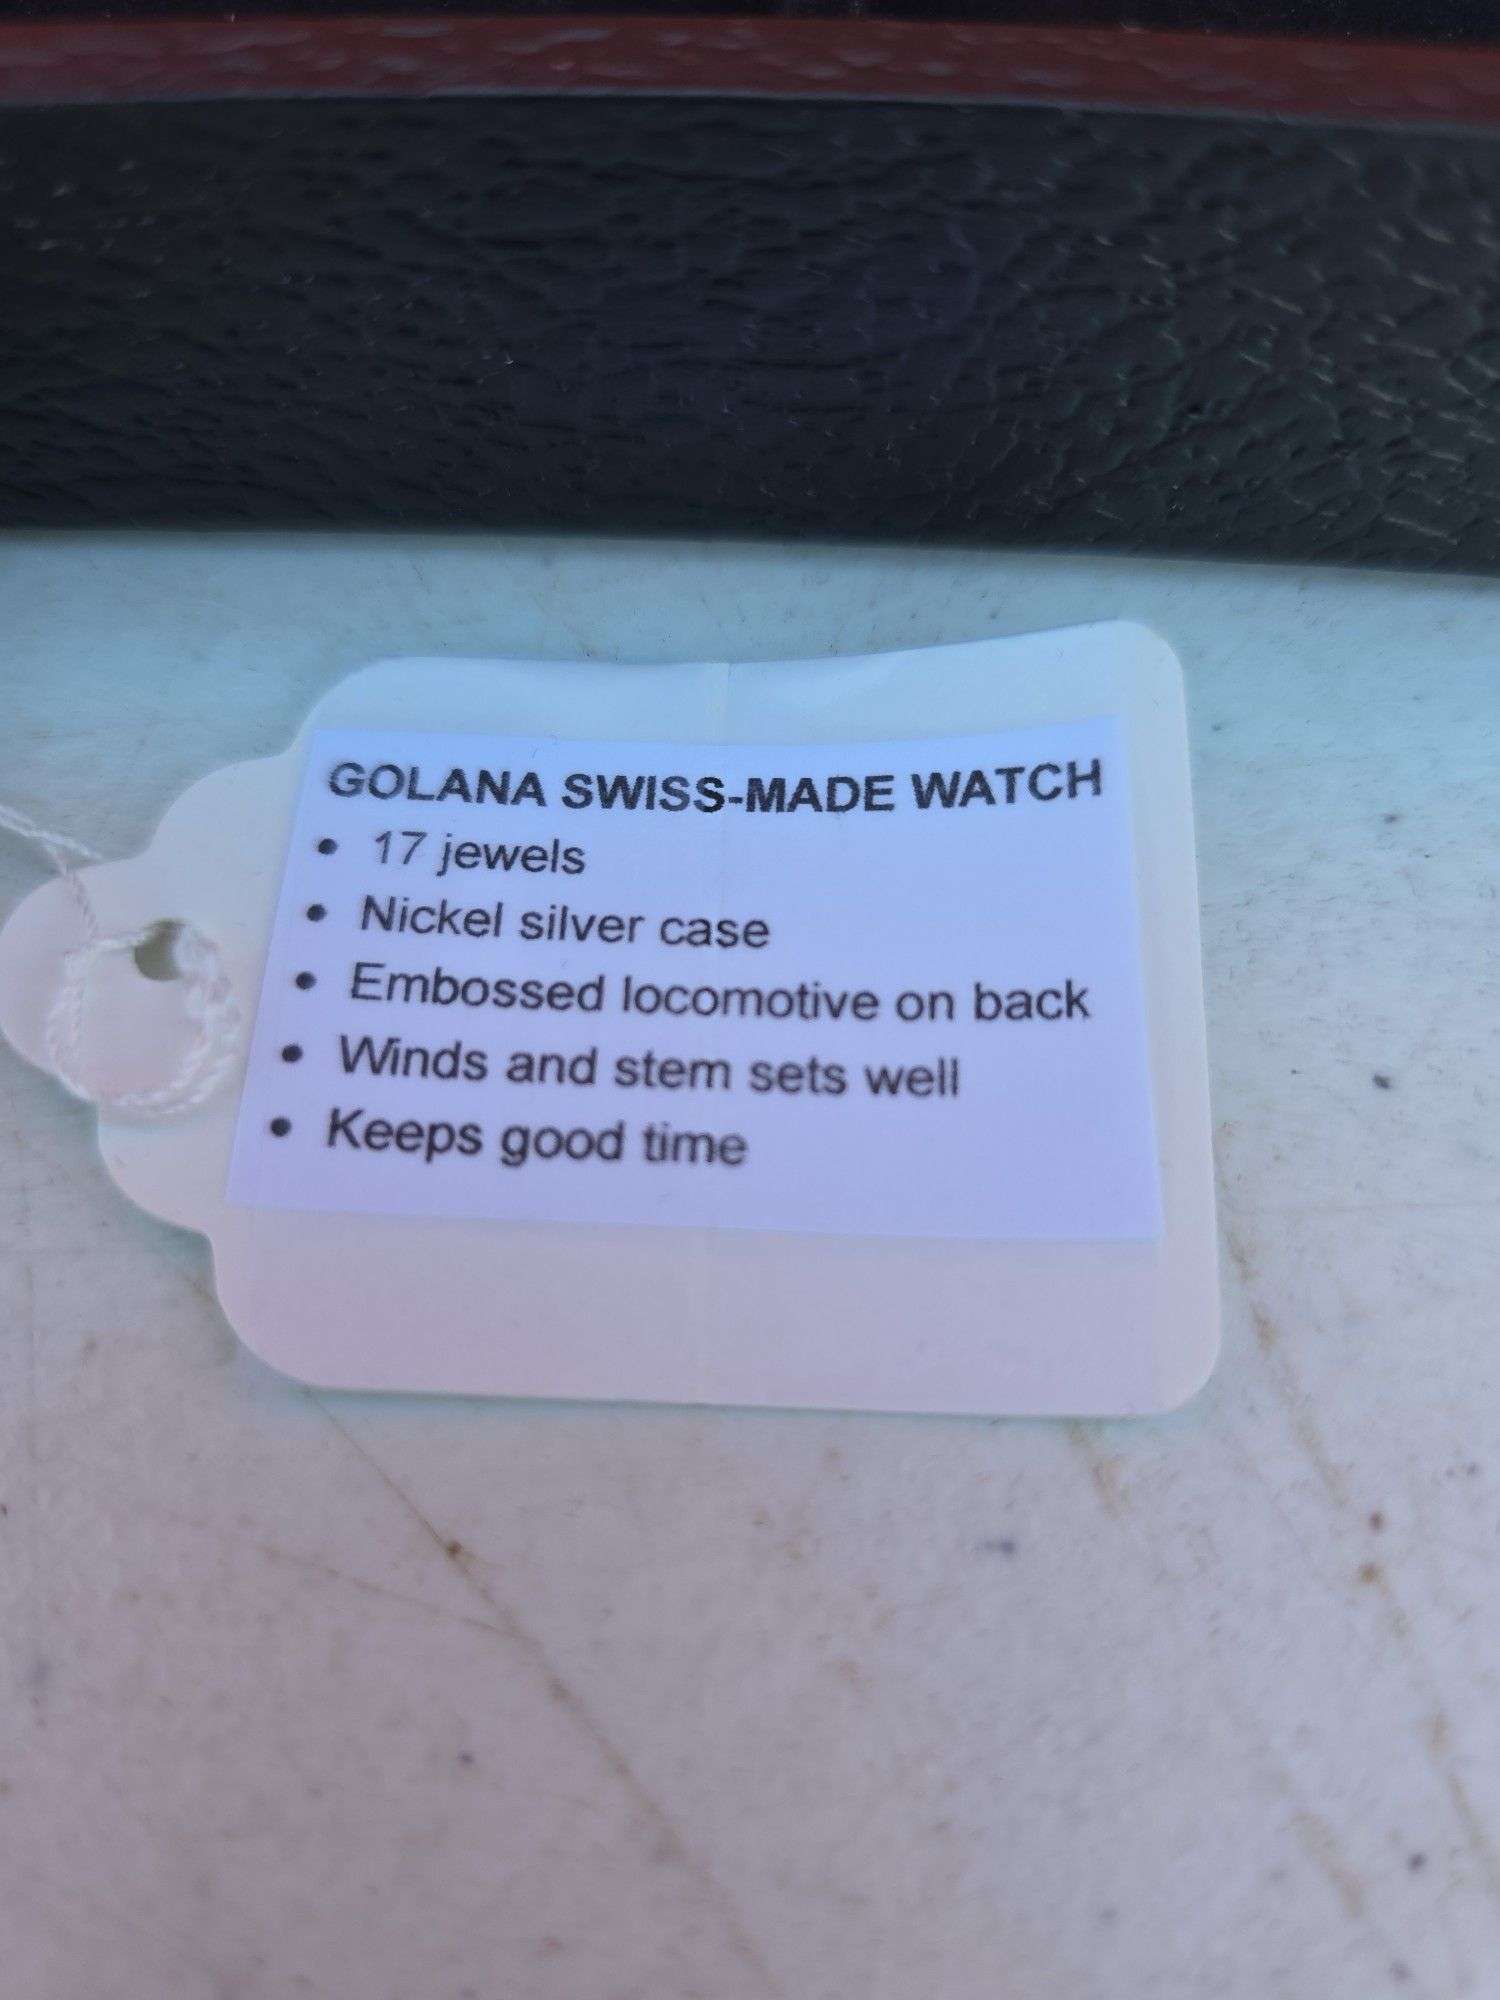 GOLANA SWISS-MADE WATCH
• 17 jewels
• Nickel silver case
• Embossed locomotive on back
• Winds and stem sets well
• Keeps good time